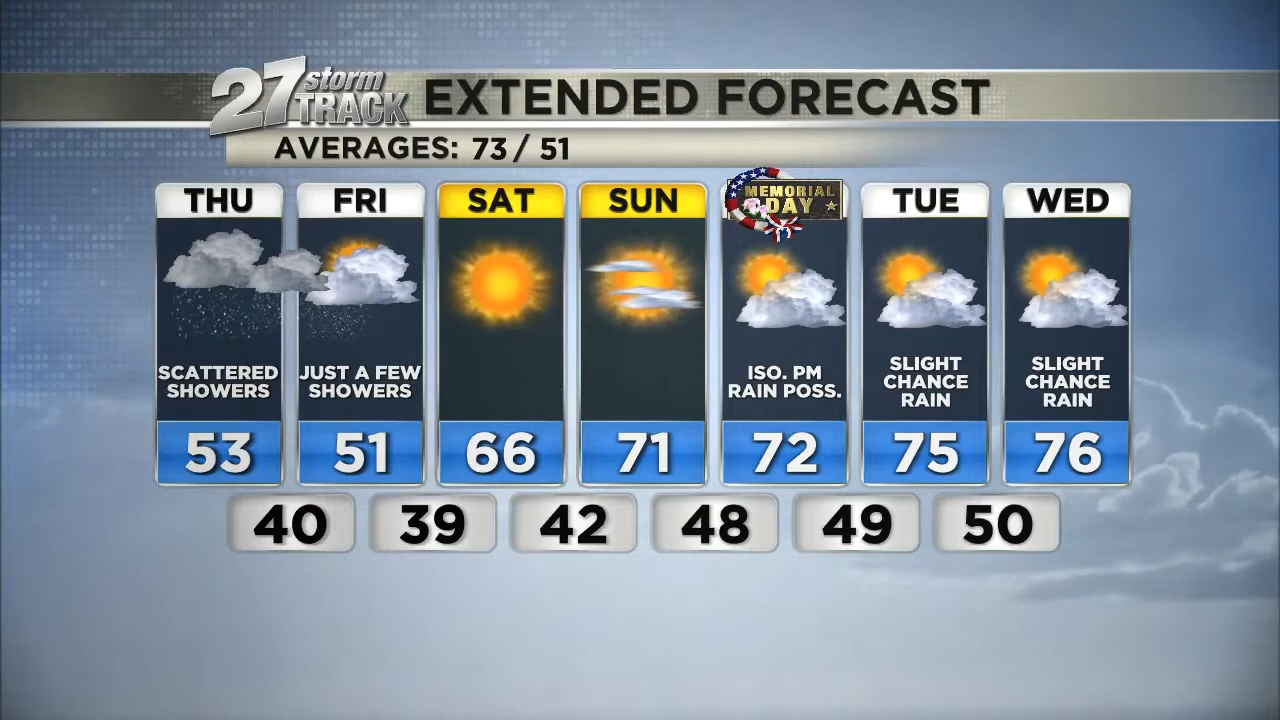 27 storm TRACK EXTENDED FORECAST
AVERAGES: 73 / 51
THU FRI SAT SUN MEMORIAL DAY TUE WED
SCATTERED SHOWERS
JUST A FEW SHOWERS
ISO. PM RAIN POSS.
SLIGHT CHANCE RAIN
SLIGHT CHANCE RAIN
53 51 66 71 72 75 76
40 39 42 48 49 50